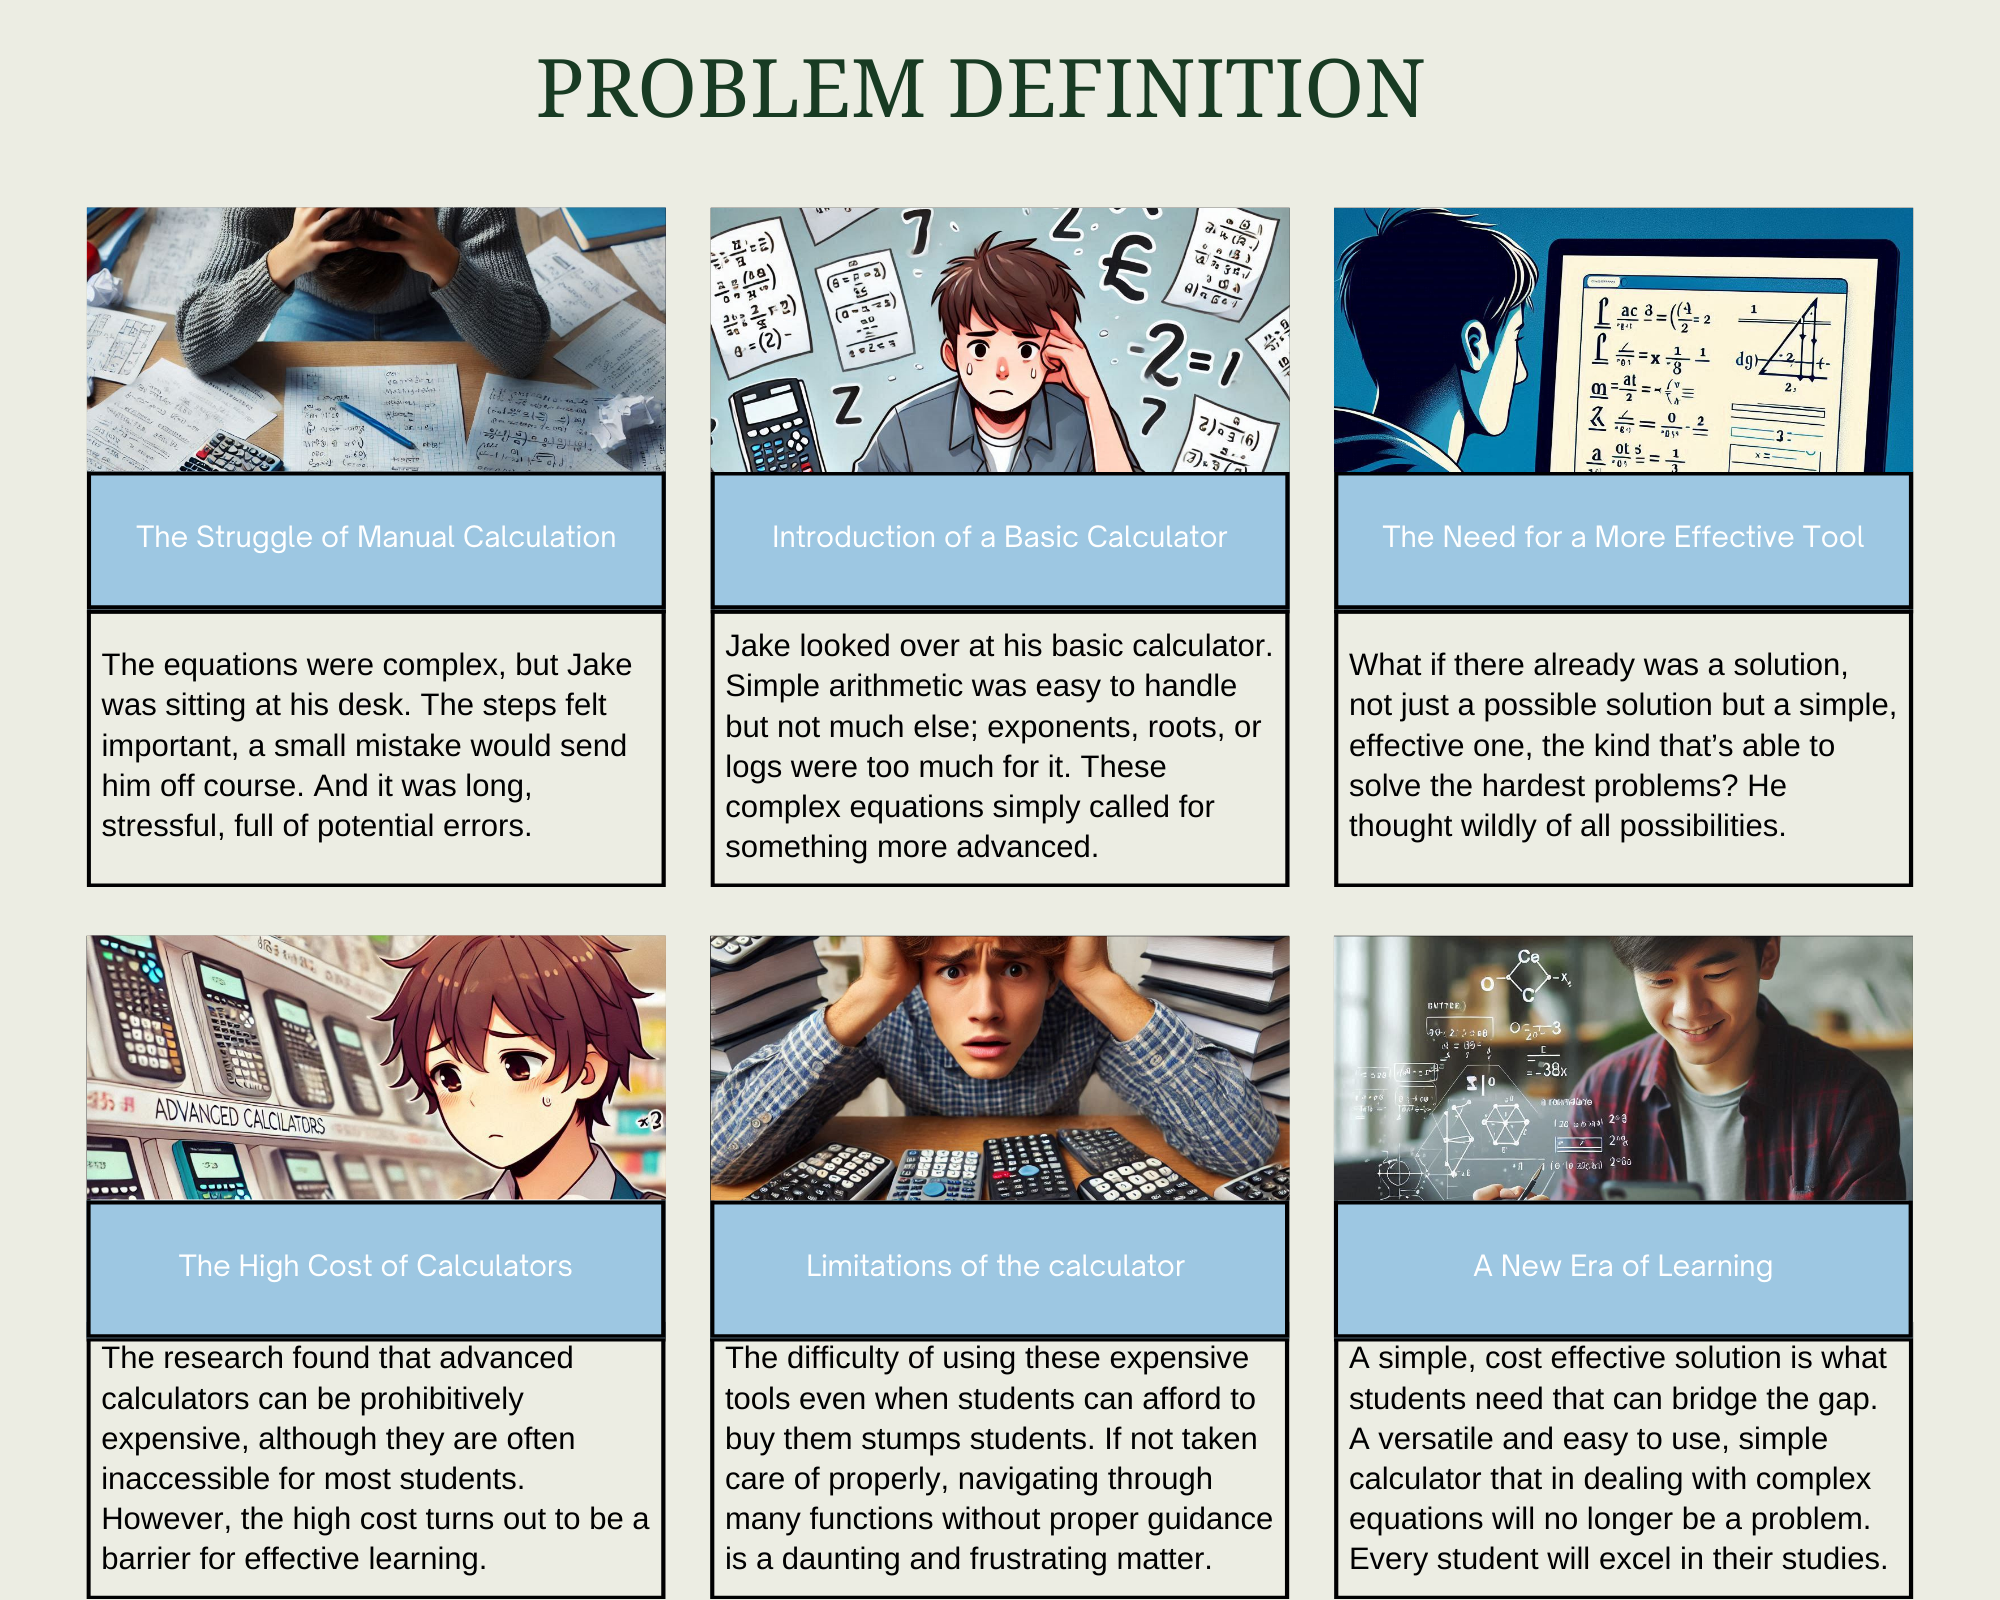 PROBLEM DEFINITION
The Struggle of Manual Calculation
The equations were complex, but Jake
was sitting at his desk. The steps felt
important, a small mistake would send
him off course. And it was long,
stressful, full of potential errors.
7
2
£
-2=1
Z
7
Introduction of a Basic Calculator
Jake looked over at his basic calculator.
Simple arithmetic was easy to handle
but not much else; exponents, roots, or
logs were too much for it. These
complex equations simply called for
something more advanced.
The Need for a More Effective Tool
What if there already was a solution,
not just a possible solution but a simple,
effective one, the kind that’s able to
solve the hardest problems? He
thought wildly of all possibilities.
ADVANCED CALCILATORS
×3
The High Cost of Calculators
The research found that advanced
calculators can be prohibitively
expensive, although they are often
inaccessible for most students.
However, the high cost turns out to be a
barrier for effective learning.
Limitations of the calculator
The difficulty of using these expensive
tools even when students can afford to
buy them stumps students. If not taken
care of properly, navigating through
many functions without proper guidance
is a daunting and frustrating matter.
Ce
O
C
A New Era of Learning
A simple, cost effective solution is what
students need that can bridge the gap.
A versatile and easy to use, simple
calculator that in dealing with complex
equations will no longer be a problem.
Every student will excel in their studies.